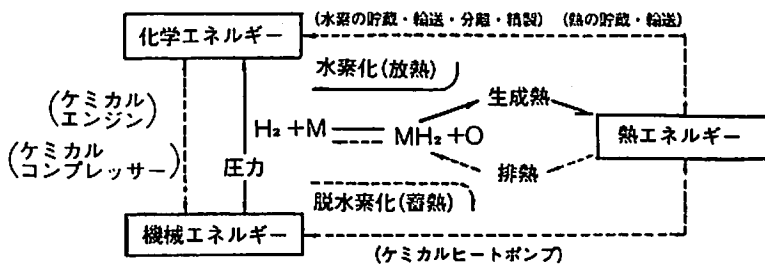 (水素の貯蔵・輸送・分離・精製) (熱の貯蔵・輸送)
化学エネルギー
水素化(放熱)
(ケミカル
エンジン)
生成熱
H₂+M
MH₂+O
熱エネルギー
(ケミカル
コンプレッサー)
圧力
排熱
脱水素化(蓄熱)
機械エネルギー
(ケミカルヒートポンプ)